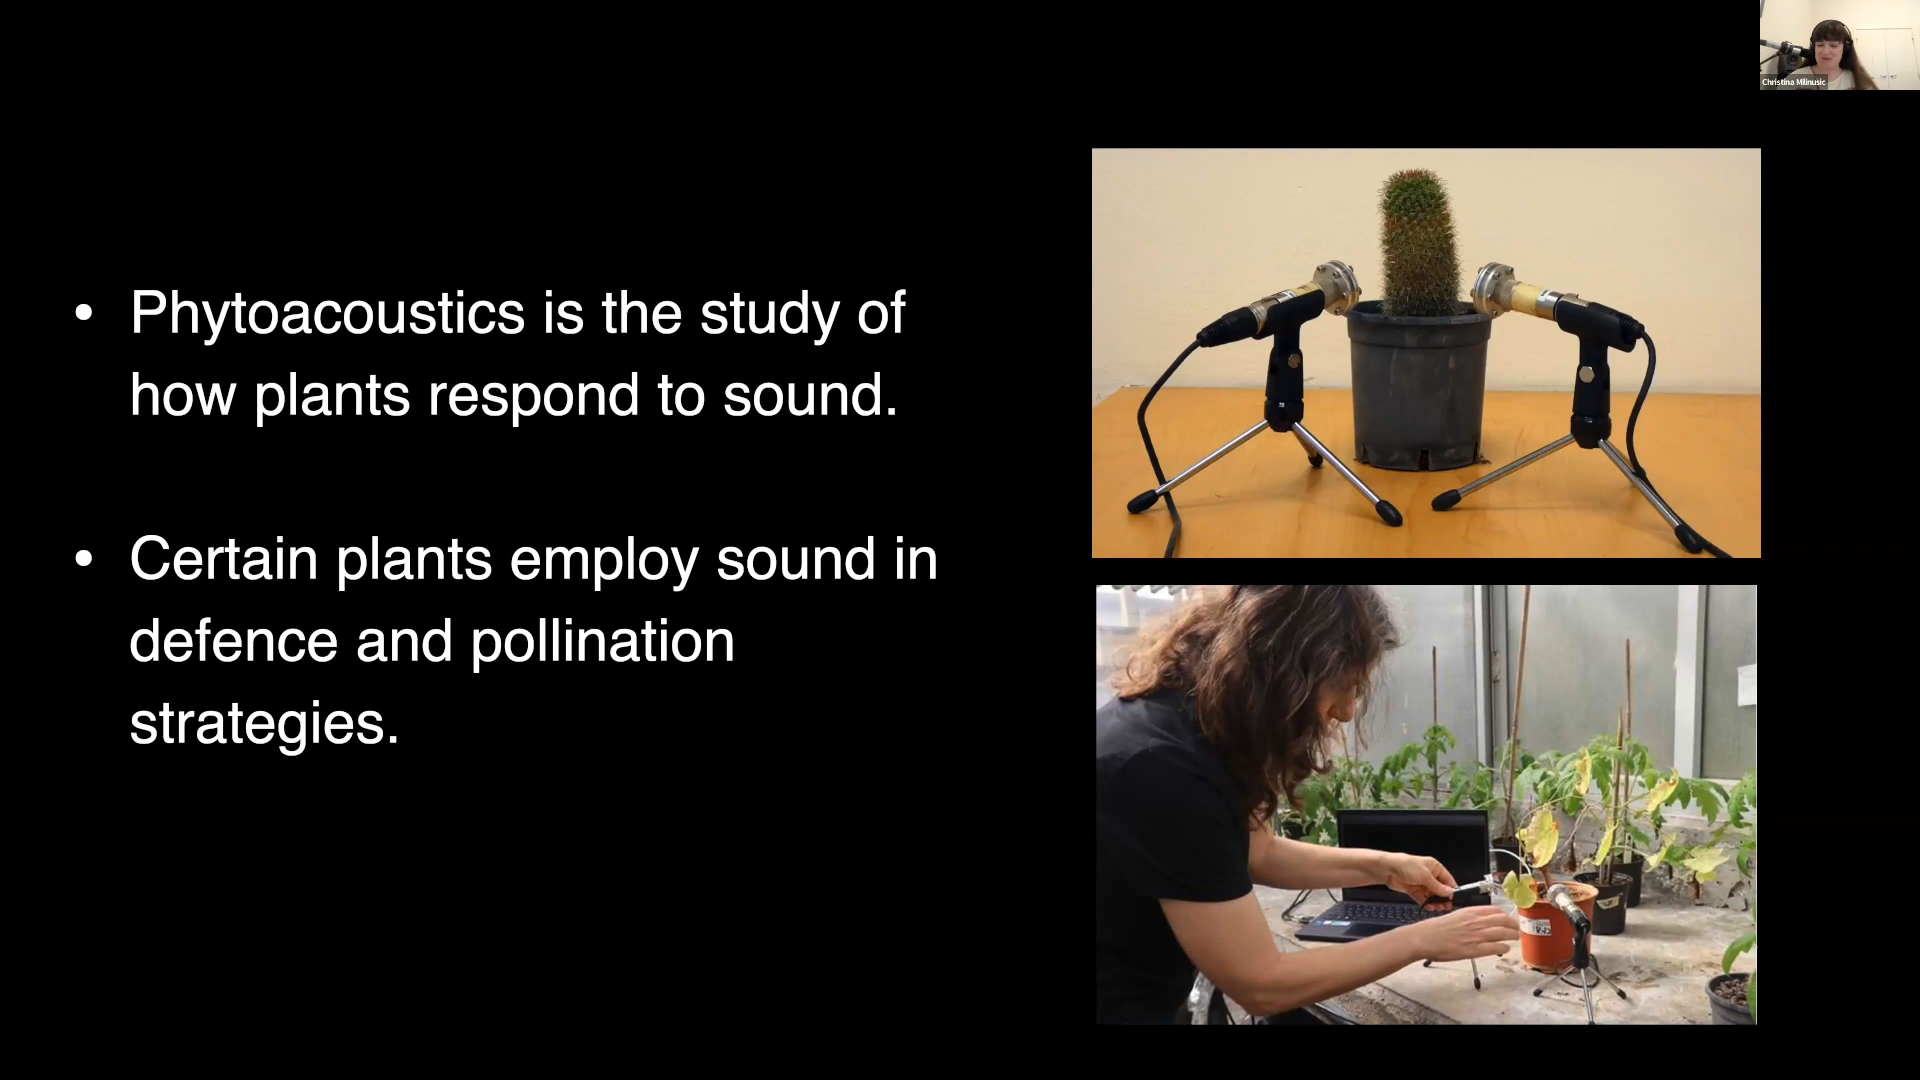 Christina Milinusic
• Phytoacoustics is the study of
how plants respond to sound.
• Certain plants employ sound in
defence and pollination
strategies.